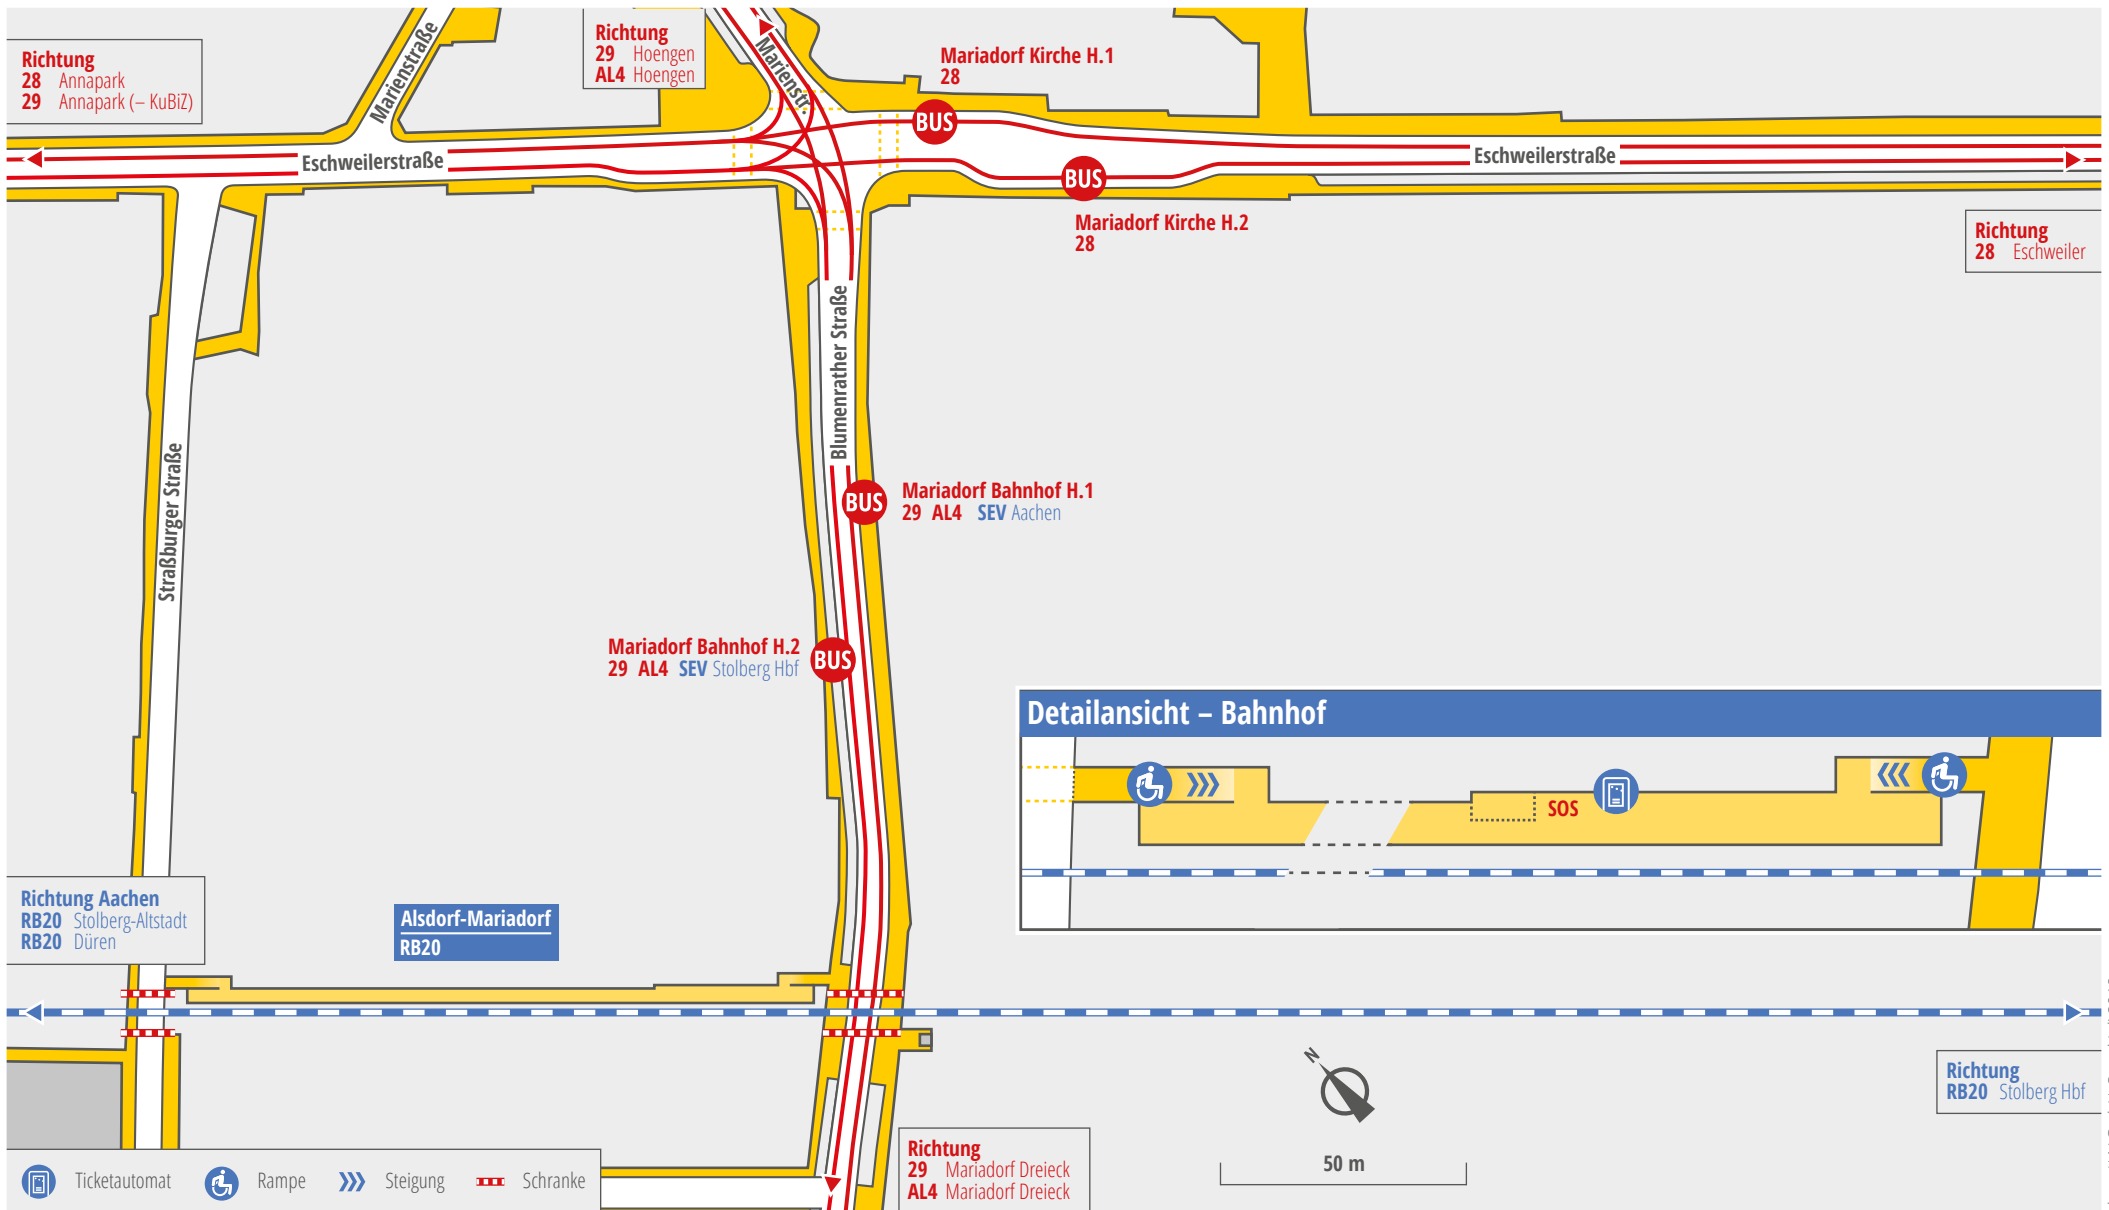 Richtung
28 Annapark
29 Annapark (– KuBiZ)
Marienstraße
Richtung
29 Hoengen
AL4 Hoengen
Marienstr.
Mariadorf Kirche H.1
28
BUS
Eschweilerstraße
Eschweilerstraße
BUS
Mariadorf Kirche H.2
28
Richtung
28 Eschweiler
Blumenrather Straße
Straßburger Straße
BUS
Mariadorf Bahnhof H.1
29 AL4 SEV Aachen
Mariadorf Bahnhof H.2
29 AL4 SEV Stolberg Hbf
BUS
Detailansicht – Bahnhof
SOS
Richtung Aachen
RB20 Stolberg-Altstadt
RB20 Düren
Alsdorf-Mariadorf
RB20
N
50 m
Richtung
RB20 Stolberg Hbf
Richtung
29 Mariadorf Dreieck
AL4 Mariadorf Dreieck
Ticketautomat
Rampe
Steigung
Schranke